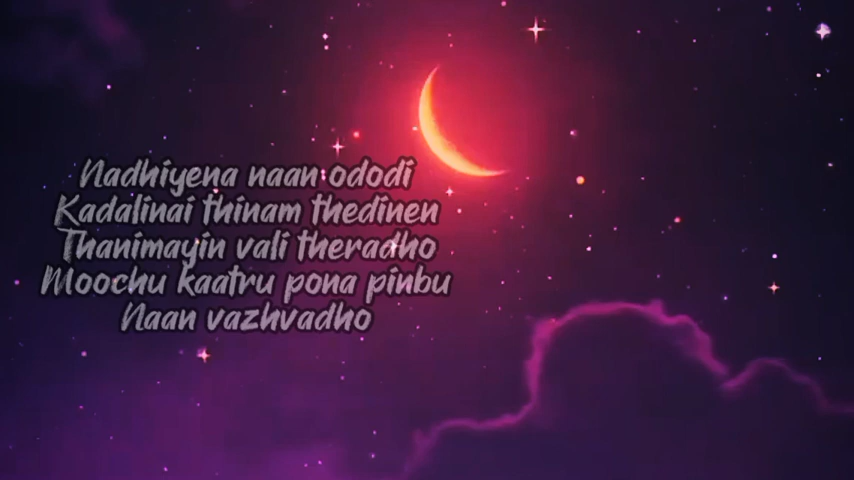 Nadhiyena naan ododi
Kadalinai thinam thedinen
Thanimayin vali theradho
Moochu kaatru pona pinbu
Naan vazhvadho